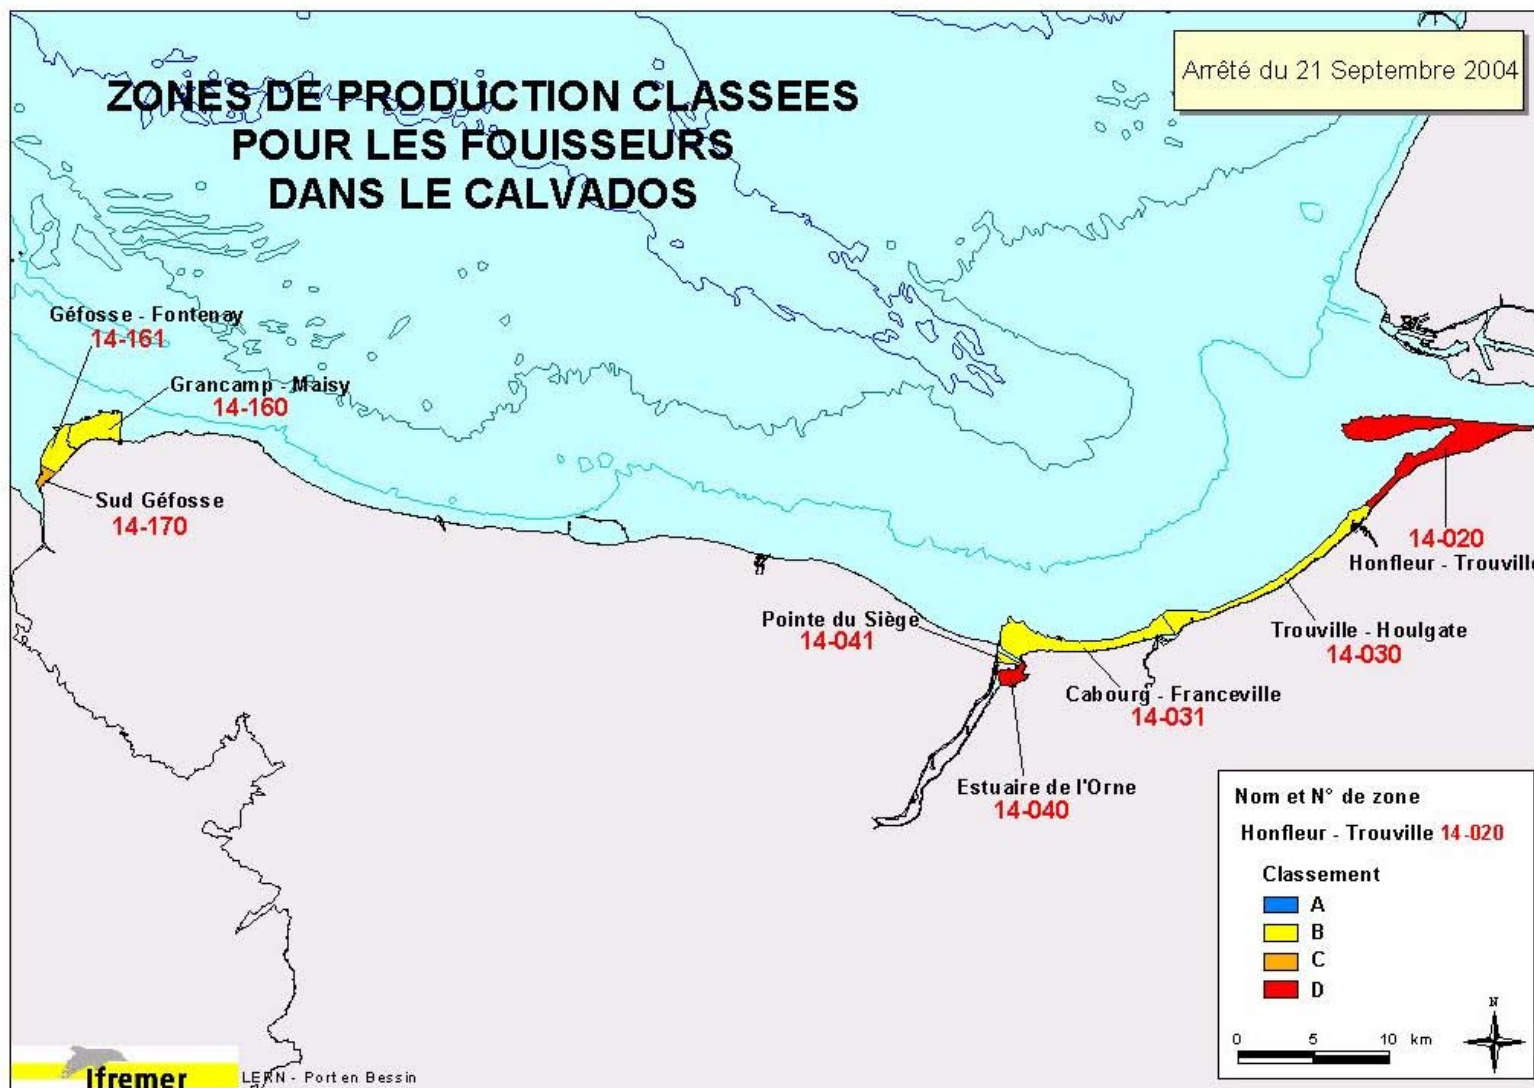 ZONES DE PRODUCTION CLASSEES
POUR LES FOUISSEURS
DANS LE CALVADOS
Arrêté du 21 Septembre 2004
Géfosse - Fontenay
14-161
Grancamp - Maisy
14-160
Sud Géfosse
14-170
Pointe du Siège
14-041
14-020
Honfleur - Trouville
Trouville - Houlgate
14-030
Cabourg - Franceville
14-031
Estuaire de l'Orne
14-040
Nom et N° de zone
Honfleur - Trouville 14-020
Classement
A
B
C
D
0 5 10 km
N
Ifremer
LERN - Port en Bessin